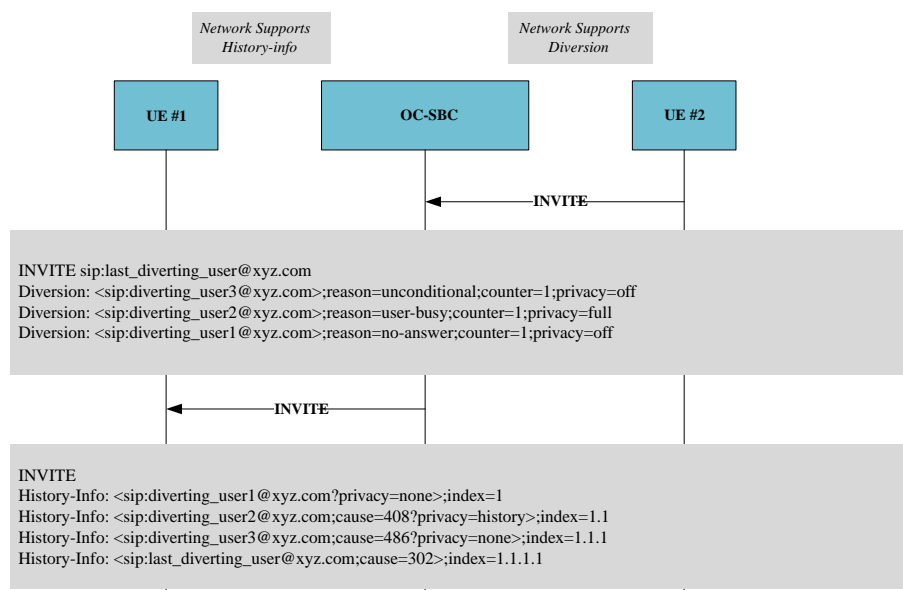 Network Supports
History-info
Network Supports
Diversion
UE #1
OC-SBC
UE #2
INVITE
INVITE sip:last_diverting_user@xyz.com
Diversion: <sip:diverting_user3@xyz.com>;reason=unconditional;counter=1;privacy=off
Diversion: <sip:diverting_user2@xyz.com>;reason=user-busy;counter=1;privacy=full
Diversion: <sip:diverting_user1@xyz.com>;reason=no-answer;counter=1;privacy=off
INVITE
INVITE
History-Info: <sip:diverting_user1@xyz.com?privacy=none>;index=1
History-Info: <sip:diverting_user2@xyz.com;cause=408?privacy=history>;index=1.1
History-Info: <sip:diverting_user3@xyz.com;cause=486?privacy=none>;index=1.1.1
History-Info: <sip:last_diverting_user@xyz.com;cause=302>;index=1.1.1.1